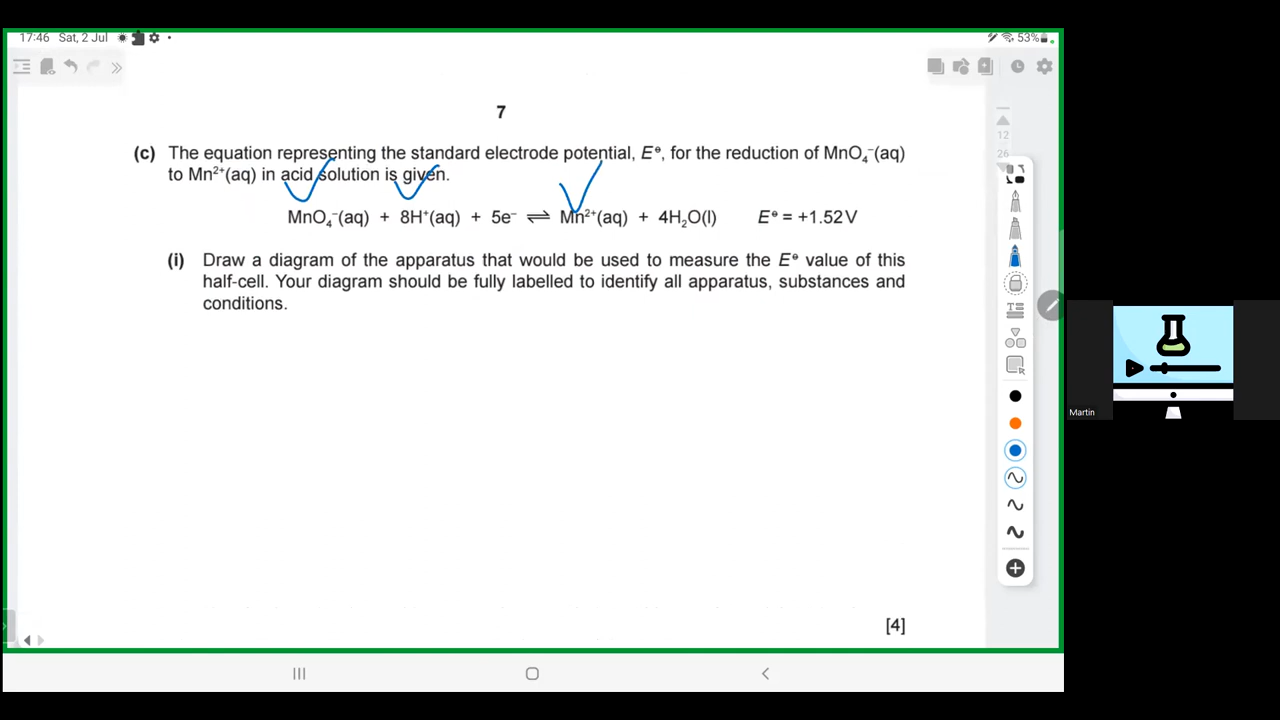 17:46 Sat, 2 Jul
53%
7
(c) The equation representing the standard electrode potential, E⦵, for the reduction of MnO₄⁻(aq)
to Mn²⁺(aq) in acid solution is given.
MnO₄⁻(aq) + 8H⁺(aq) + 5e⁻ ⇌ Mn²⁺(aq) + 4H₂O(l) E⦵ = +1.52V
(i) Draw a diagram of the apparatus that would be used to measure the E⦵ value of this
half-cell. Your diagram should be fully labelled to identify all apparatus, substances and
conditions.
[4]
12
26
Martin